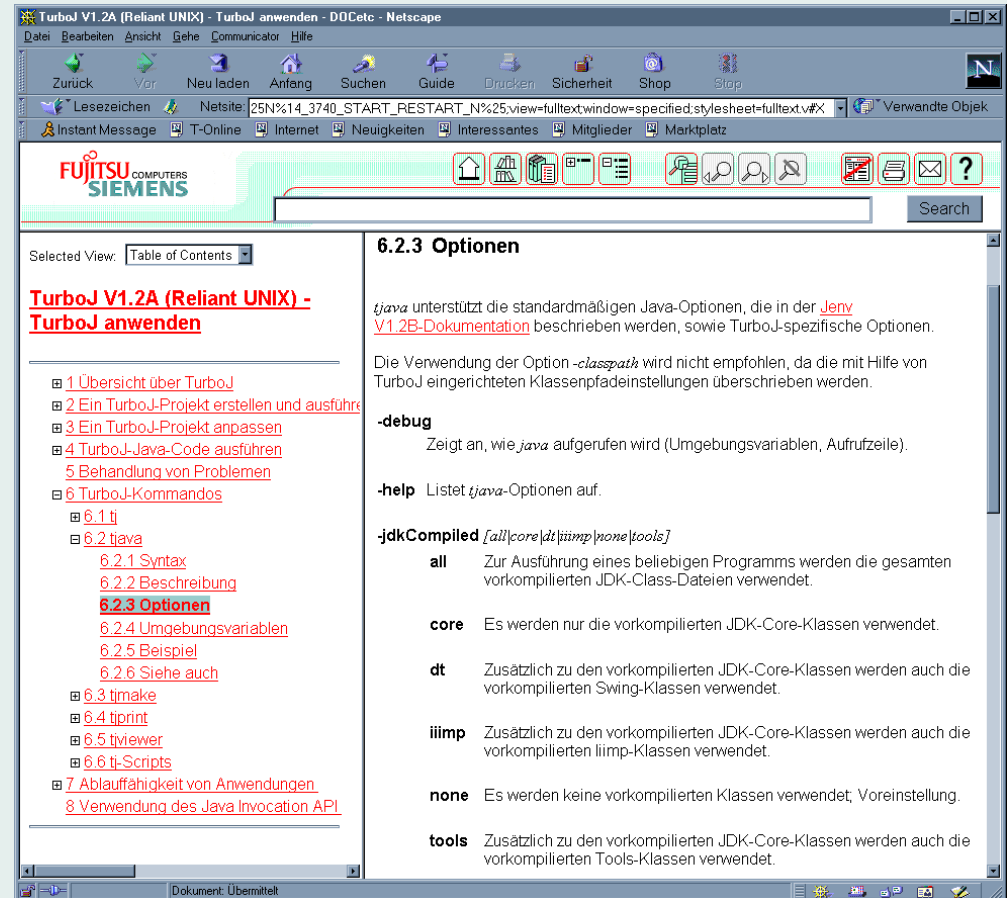 TurboJ V1.2A (Reliant UNIX) - TurboJ anwenden - DOCetc - Netscape
Datei Bearbeiten Ansicht Gehe Communicator Hilfe
Zurück Vor Neu laden Anfang Suchen Guide Drucken Sicherheit Shop Stop
N
Lesezeichen Netsite: 25N%14_3740_START_RESTART_N%25;view=fulltext;window=specified;stylesheet=fulltext.v#X Verwandte Objek
Instant Message T-Online Internet Neuigkeiten Interessantes Mitglieder Marktplatz
FUJITSU COMPUTERS
SIEMENS
?
Search
Selected View: Table of Contents
TurboJ V1.2A (Reliant UNIX) -
TurboJ anwenden
1 Übersicht über TurboJ
2 Ein TurboJ-Projekt erstellen und ausführe
3 Ein TurboJ-Projekt anpassen
4 TurboJ-Java-Code ausführen
5 Behandlung von Problemen
6 TurboJ-Kommandos
6.1 tj
6.2 tjava
6.2.1 Syntax
6.2.2 Beschreibung
6.2.3 Optionen
6.2.4 Umgebungsvariablen
6.2.5 Beispiel
6.2.6 Siehe auch
6.3 tjmake
6.4 tjprint
6.5 tjviewer
6.6 tj-Scripts
7 Ablauffähigkeit von Anwendungen
8 Verwendung des Java Invocation API
6.2.3 Optionen
tjava unterstützt die standardmäßigen Java-Optionen, die in der Jenv
V1.2B-Dokumentation beschrieben werden, sowie TurboJ-spezifische Optionen.
Die Verwendung der Option -classpath wird nicht empfohlen, da die mit Hilfe von
TurboJ eingerichteten Klassenpfadeinstellungen überschrieben werden.
-debug
Zeigt an, wie java aufgerufen wird (Umgebungsvariablen, Aufrufzeile).
-help Listet tjava-Optionen auf.
-jdkCompiled [all|core|dt|iiimp|none|tools]
all Zur Ausführung eines beliebigen Programms werden die gesamten
vorkompilierten JDK-Class-Dateien verwendet.
core Es werden nur die vorkompilierten JDK-Core-Klassen verwendet.
dt Zusätzlich zu den vorkompilierten JDK-Core-Klassen werden auch die
vorkompilierten Swing-Klassen verwendet.
iiimp Zusätzlich zu den vorkompilierten JDK-Core-Klassen werden auch die
vorkompilierten Iiimp-Klassen verwendet.
none Es werden keine vorkompilierten Klassen verwendet; Voreinstellung.
tools Zusätzlich zu den vorkompilierten JDK-Core-Klassen werden auch die
vorkompilierten Tools-Klassen verwendet.
Dokument: Übermittelt